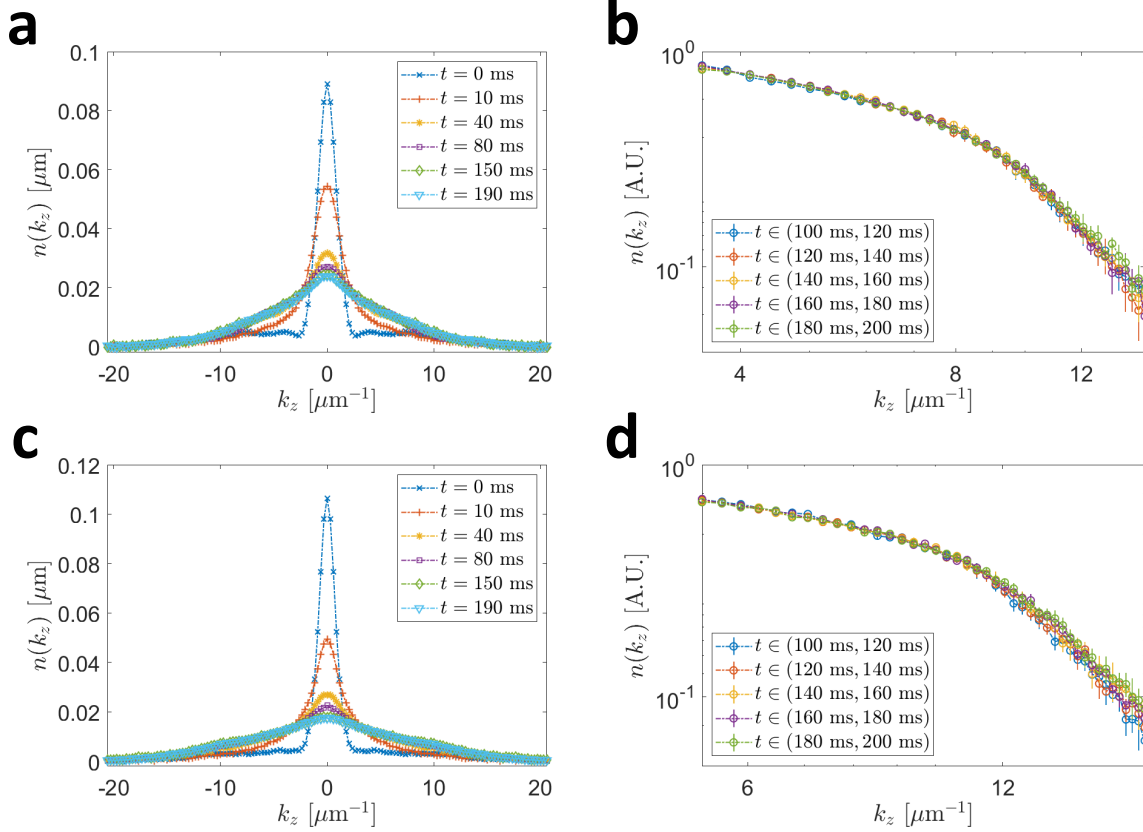 a
0.1
0.08
0.06
0.04
0.02
0
n(k_z) [μm]
t = 0 ms
t = 10 ms
t = 40 ms
t = 80 ms
t = 150 ms
t = 190 ms
-20 -10 0 10 20
k_z [μm⁻¹]
b
10⁰
10⁻¹
n(k_z) [A.U.]
t ∈ (100 ms, 120 ms)
t ∈ (120 ms, 140 ms)
t ∈ (140 ms, 160 ms)
t ∈ (160 ms, 180 ms)
t ∈ (180 ms, 200 ms)
4 8 12
k_z [μm⁻¹]
c
0.12
0.1
0.08
0.06
0.04
0.02
0
n(k_z) [μm]
t = 0 ms
t = 10 ms
t = 40 ms
t = 80 ms
t = 150 ms
t = 190 ms
-20 -10 0 10 20
k_z [μm⁻¹]
d
10⁰
10⁻¹
n(k_z) [A.U.]
t ∈ (100 ms, 120 ms)
t ∈ (120 ms, 140 ms)
t ∈ (140 ms, 160 ms)
t ∈ (160 ms, 180 ms)
t ∈ (180 ms, 200 ms)
6 12
k_z [μm⁻¹]